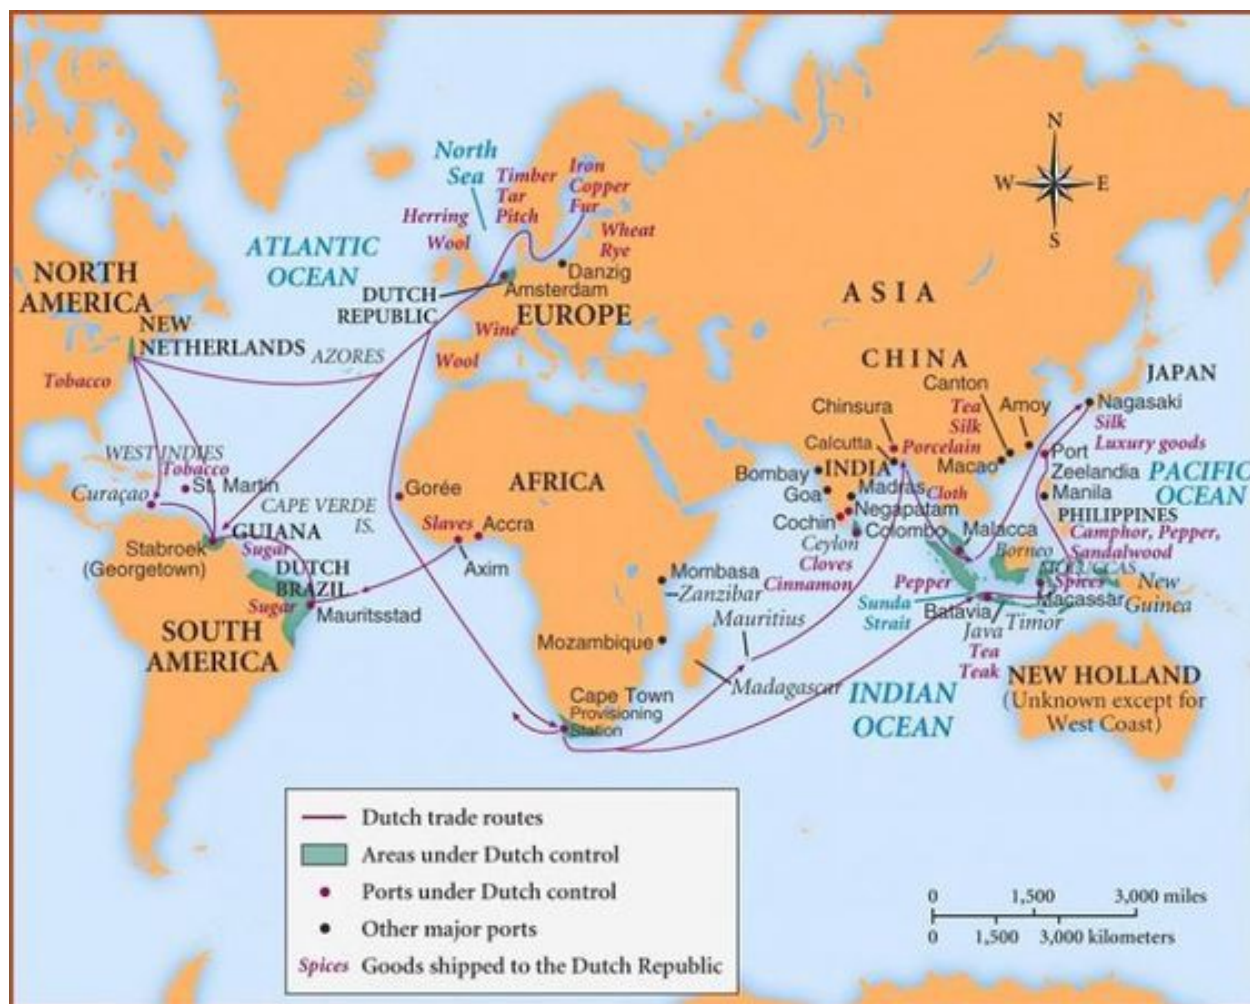 North
Sea
Timber
Tar
Pitch
Iron
Copper
Fur
Herring
Wool
Wheat
Rye
ATLANTIC
OCEAN
Danzig
Amsterdam
NORTH
AMERICA
DUTCH
REPUBLIC
EUROPE
ASIA
NEW
NETHERLANDS
AZORES
Wine
Wool
Tobacco
CHINA
JAPAN
Canton
Tea
Silk
Amoy
Nagasaki
Silk
Luxury goods
Chinsura
Calcutta
Porcelain
Macao
Port
Zeelandia
PACIFIC
OCEAN
WEST INDIES
Tobacco
St. Martin
Curaçao
CAPE VERDE
IS.
Gorée
AFRICA
Bombay
INDIA
Goa
Madras
Cloth
Negapatam
Cochin
Colombo
Manila
PHILIPPINES
Camphor, Pepper,
Sandalwood
Slaves
Accra
Axim
GUIANA
Sugar
Stabroek
(Georgetown)
DUTCH
BRAZIL
Sugar
Mauritsstad
SOUTH
AMERICA
Ceylon
Cloves
Cinnamon
Malacca
Borneo
Spices
New
Guinea
Mombasa
Zanzibar
Pepper
Sunda
Strait
Batavia
Macassar
Java
Timor
Tea
Teak
Mauritius
Mozambique
Madagascar
Cape Town
Provisioning
Station
INDIAN
OCEAN
NEW HOLLAND
(Unknown except for
West Coast)
N
W E
S
Dutch trade routes
Areas under Dutch control
Ports under Dutch control
Other major ports
Spices Goods shipped to the Dutch Republic
0 1,500 3,000 miles
0 1,500 3,000 kilometers